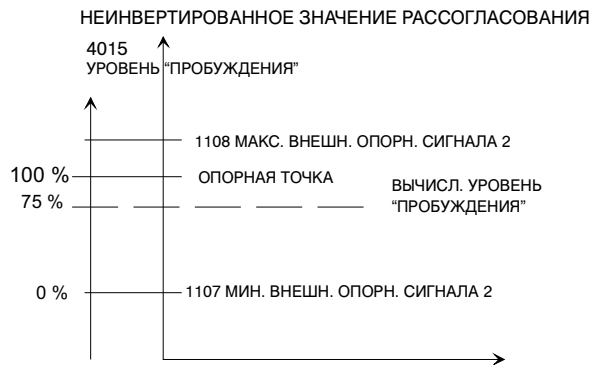 НЕИНВЕРТИРОВАННОЕ ЗНАЧЕНИЕ РАССОГЛАСОВАНИЯ
4015
УРОВЕНЬ “ПРОБУЖДЕНИЯ”
1108 МАКС. ВНЕШН. ОПОРН. СИГНАЛА 2
100 %
ОПОРНАЯ ТОЧКА
ВЫЧИСЛ. УРОВЕНЬ
“ПРОБУЖДЕНИЯ”
75 %
0 %
1107 МИН. ВНЕШН. ОПОРН. СИГНАЛА 2